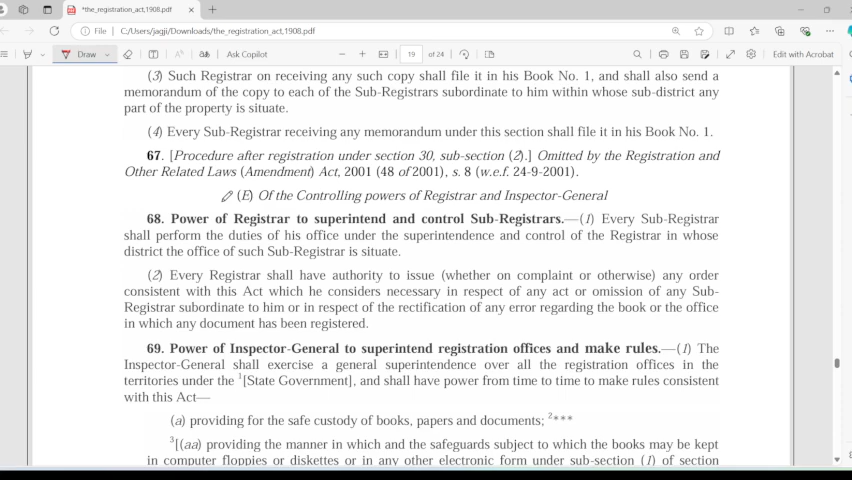 *the_registration_act,1908.pdf
File
C:/Users/jagji/Downloads/the_registration_act,1908.pdf
Draw
Ask Copilot
19 of 24
Edit with Acrobat
(3) Such Registrar on receiving any such copy shall file it in his Book No. 1, and shall also send a
memorandum of the copy to each of the Sub-Registrars subordinate to him within whose sub-district any
part of the property is situate.
(4) Every Sub-Registrar receiving any memorandum under this section shall file it in his Book No. 1.
67. [Procedure after registration under section 30, sub-section (2).] Omitted by the Registration and
Other Related Laws (Amendment) Act, 2001 (48 of 2001), s. 8 (w.e.f. 24-9-2001).
(E) Of the Controlling powers of Registrar and Inspector-General
68. Power of Registrar to superintend and control Sub-Registrars.—(1) Every Sub-Registrar
shall perform the duties of his office under the superintendence and control of the Registrar in whose
district the office of such Sub-Registrar is situate.
(2) Every Registrar shall have authority to issue (whether on complaint or otherwise) any order
consistent with this Act which he considers necessary in respect of any act or omission of any Sub-
Registrar subordinate to him or in respect of the rectification of any error regarding the book or the office
in which any document has been registered.
69. Power of Inspector-General to superintend registration offices and make rules.—(1) The
Inspector-General shall exercise a general superintendence over all the registration offices in the
territories under the 1[State Government], and shall have power from time to time to make rules consistent
with this Act—
(a) providing for the safe custody of books, papers and documents; 2***
3[(aa) providing the manner in which and the safeguards subject to which the books may be kept
in computer floppies or diskettes or in any other electronic form under sub-section (1) of section